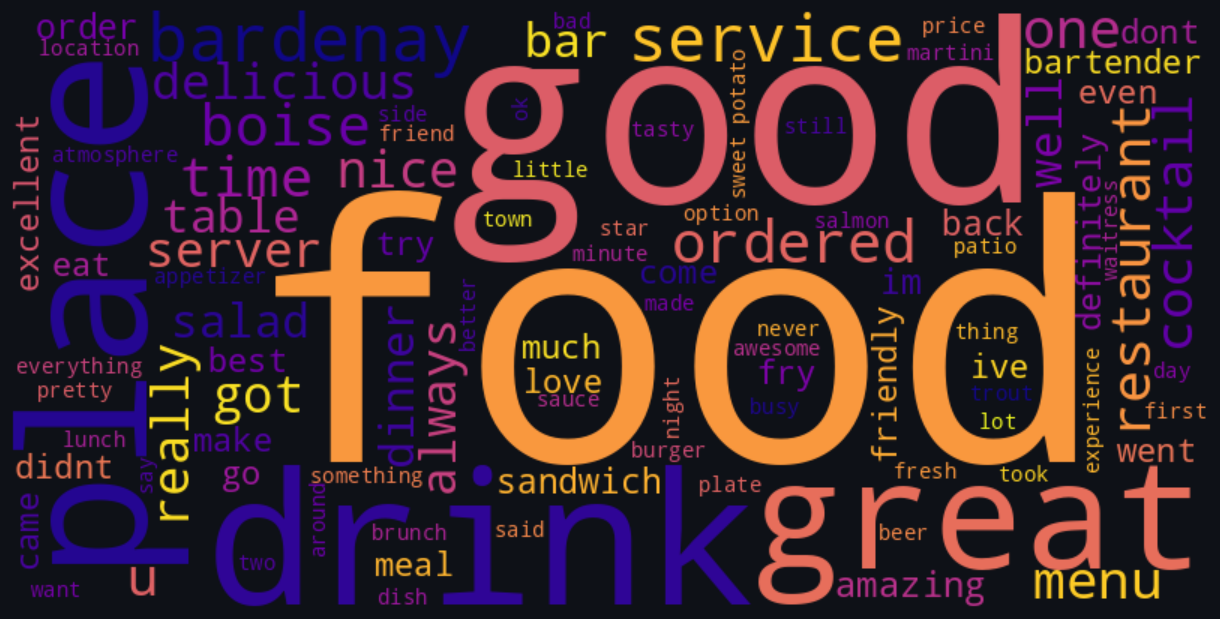 order
location
bardenay
bar
bad
service
price
martini
one
dont
bartender
even
place
delicious
good
sweet potato
well
cocktail
excellent
boise
side
friend
ok
tasty
still
restaurant
atmosphere
time
nice
little
definitely
waitress
table
town
star
option
salmon
back
server
try
minute
ordered
patio
eat
appetizer
food
come
made
im
salad
dinner
always
better
much
love
sauce
never
awesome
fry
busy
friendly
thing
ive
trout
lot
experience
day
first
everything
pretty
really
best
got
lunch
make
night
burger
went
didnt
say
go
something
sandwich
plate
fresh
took
came
drink
around
brunch
said
great
beer
two
meal
u
want
dish
amazing
menu